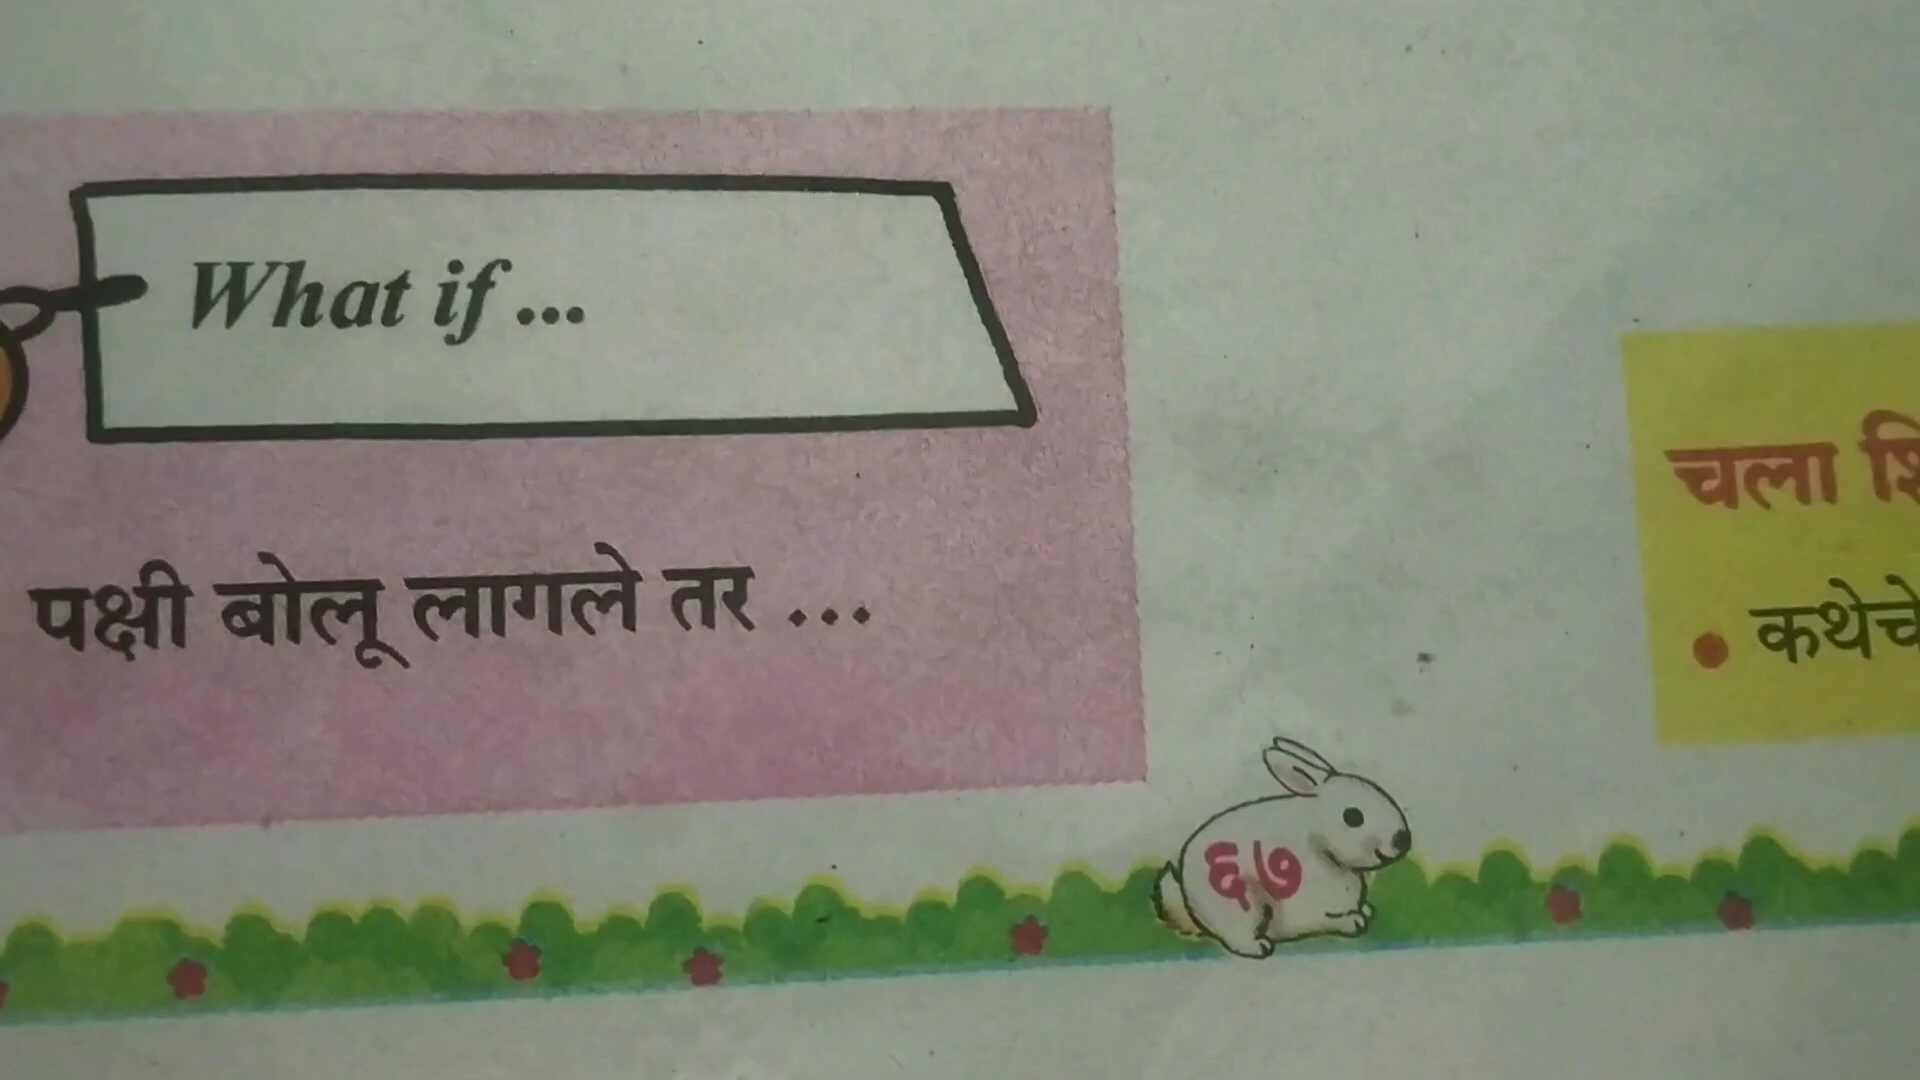 What if ...
पक्षी बोलू लागले तर ...
चला
कथेचे
६७